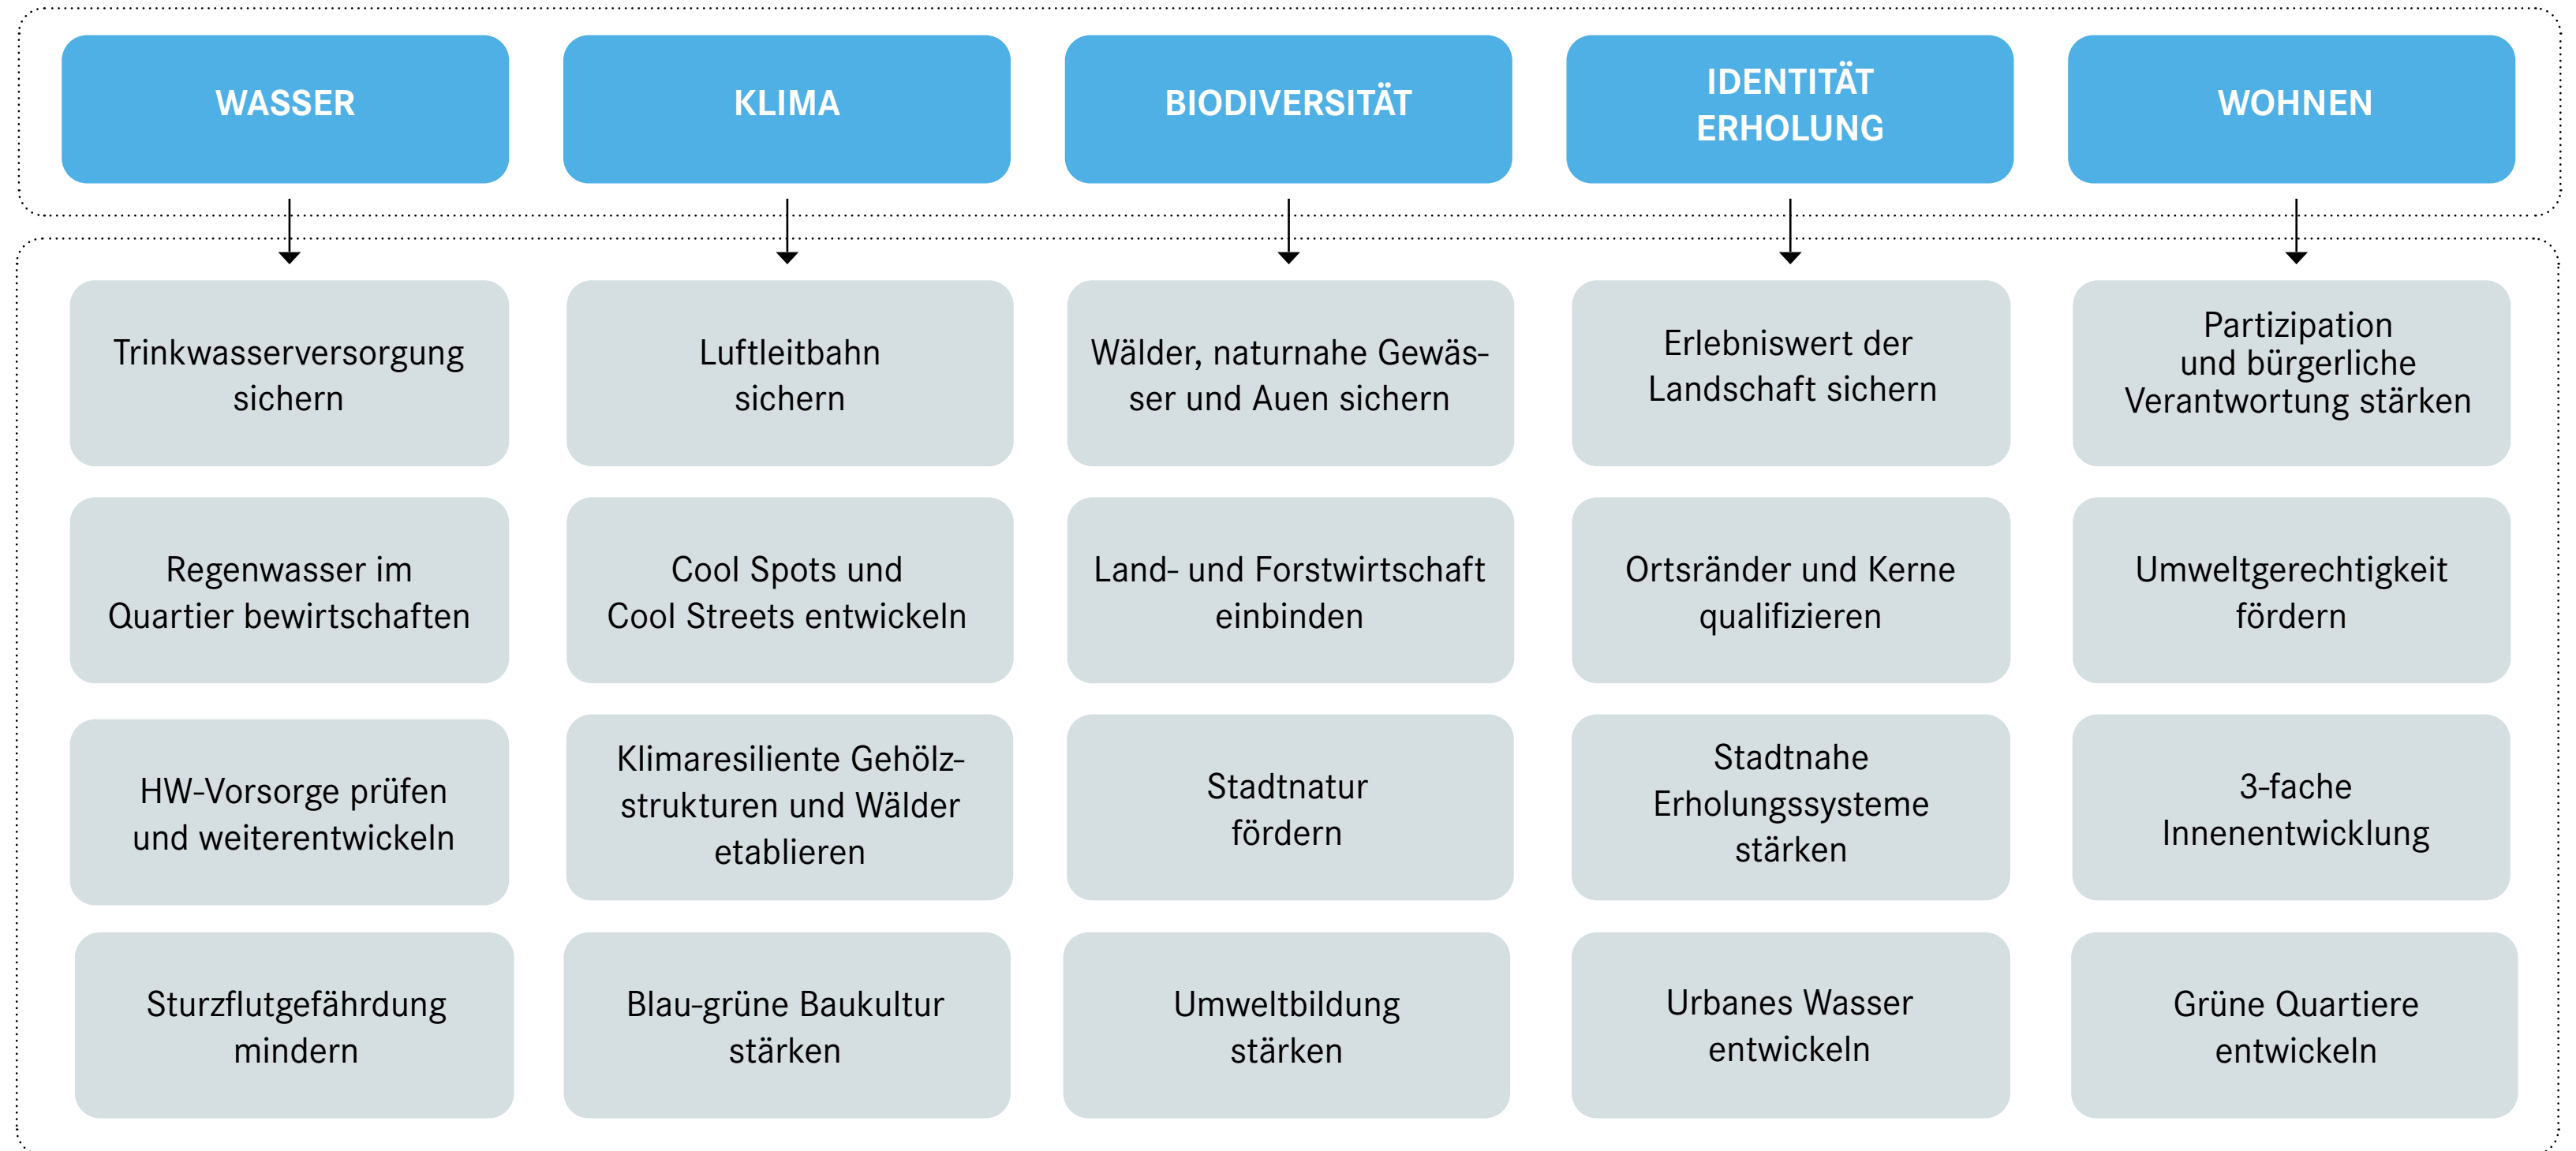 WASSER
KLIMA
BIODIVERSITÄT
IDENTITÄT
ERHOLUNG
WOHNEN
Trinkwasserversorgung
sichern
Luftleitbahn
sichern
Wälder, naturnahe Gewäs-
ser und Auen sichern
Erlebniswert der
Landschaft sichern
Partizipation
und bürgerliche
Verantwortung stärken
Regenwasser im
Quartier bewirtschaften
Cool Spots und
Cool Streets entwickeln
Land- und Forstwirtschaft
einbinden
Ortsränder und Kerne
qualifizieren
Umweltgerechtigkeit
fördern
HW-Vorsorge prüfen
und weiterentwickeln
Klimaresiliente Gehölz-
strukturen und Wälder
etablieren
Stadtnatur
fördern
Stadtnahe
Erholungssysteme
stärken
3-fache
Innenentwicklung
Sturzflutgefährdung
mindern
Blau-grüne Baukultur
stärken
Umweltbildung
stärken
Urbanes Wasser
entwickeln
Grüne Quartiere
entwickeln